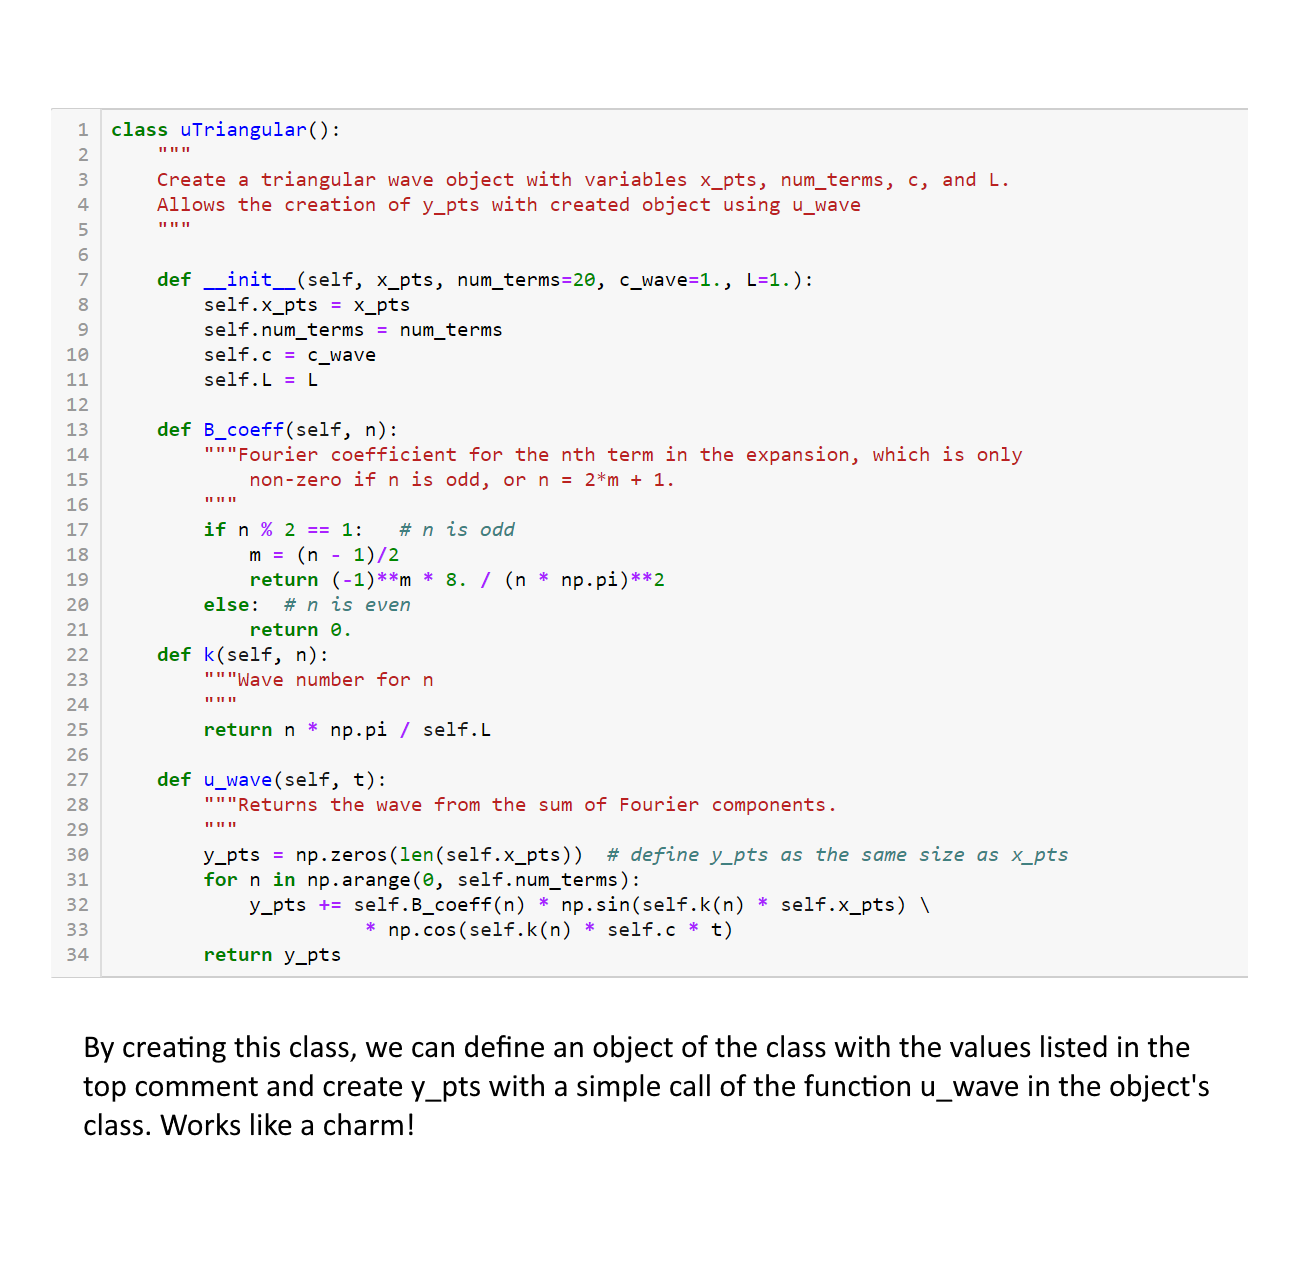 1 class uTriangular():
2     """
3     Create a triangular wave object with variables x_pts, num_terms, c, and L.
4     Allows the creation of y_pts with created object using u_wave
5     """
6
7     def __init__(self, x_pts, num_terms=20, c_wave=1., L=1.):
8         self.x_pts = x_pts
9         self.num_terms = num_terms
10         self.c = c_wave
11         self.L = L
12
13     def B_coeff(self, n):
14         """Fourier coefficient for the nth term in the expansion, which is only
15             non-zero if n is odd, or n = 2*m + 1.
16         """
17         if n % 2 == 1:   # n is odd
18             m = (n - 1)/2
19             return (-1)**m * 8. / (n * np.pi)**2
20         else:  # n is even
21             return 0.
22     def k(self, n):
23         """Wave number for n
24         """
25         return n * np.pi / self.L
26
27     def u_wave(self, t):
28         """Returns the wave from the sum of Fourier components.
29         """
30         y_pts = np.zeros(len(self.x_pts))  # define y_pts as the same size as x_pts
31         for n in np.arange(0, self.num_terms):
32             y_pts += self.B_coeff(n) * np.sin(self.k(n) * self.x_pts) \
33                       * np.cos(self.k(n) * self.c * t)
34         return y_pts
By creating this class, we can define an object of the class with the values listed in the
top comment and create y_pts with a simple call of the function u_wave in the object's
class. Works like a charm!